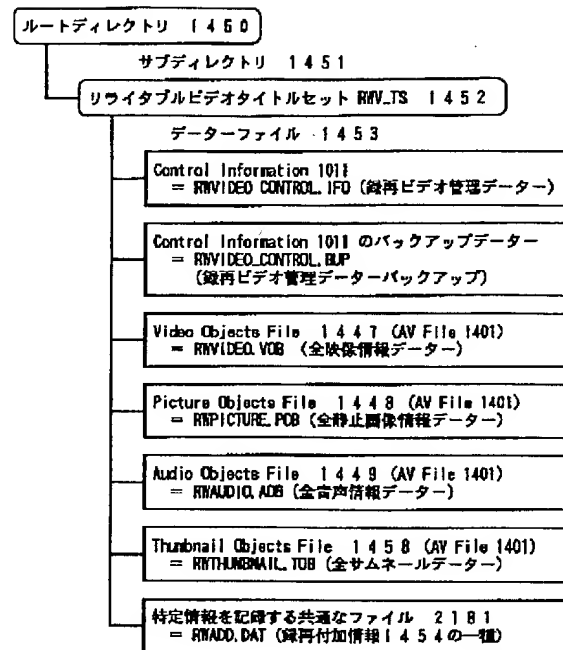 ルートディレクトリ 1450
サブディレクトリ 1451
リライタブルビデオタイトルセット RWV_TS 1452
データーファイル 1453
Control Information 1011
= RWVIDEO_CONTROL.IFO (録再ビデオ管理データー)
Control Information 1011 のバックアップデーター
= RWVIDEO_CONTROL.BUP
(録再ビデオ管理データーバックアップ)
Video Objects File 1447 (AV File 1401)
= RWVIDEO.VOB (全映像情報データー)
Picture Objects File 1448 (AV File 1401)
= RWPICTURE.POB (全静止画像情報データー)
Audio Objects File 1449 (AV File 1401)
= RWAUDIO.AOB (全音声情報データー)
Thumbnail Objects File 1458 (AV File 1401)
= RWTHUMBNAIL.TOB (全サムネールデーター)
特定情報を記録する共通なファイル 2181
= RWADD.DAT (録再付加情報1454の一種)